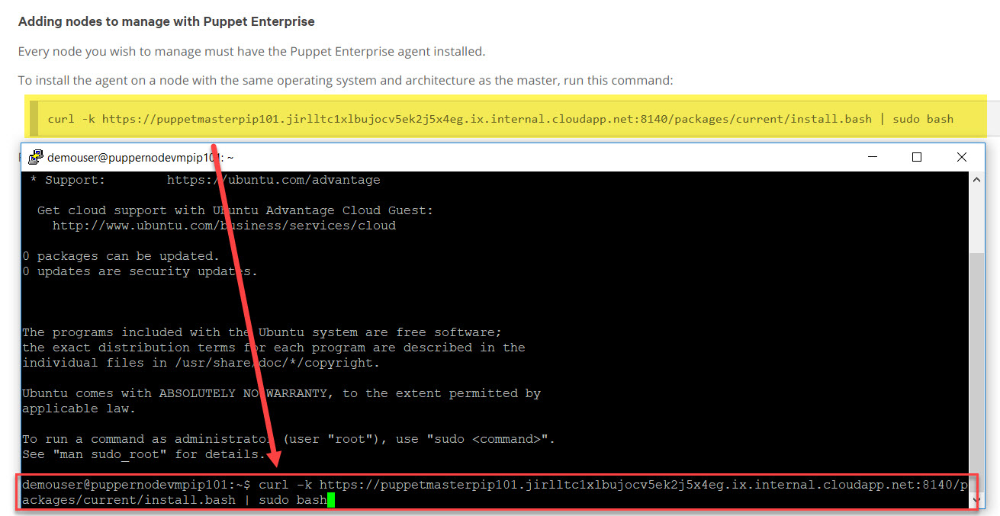 Adding nodes to manage with Puppet Enterprise
Every node you wish to manage must have the Puppet Enterprise agent installed.
To install the agent on a node with the same operating system and architecture as the master, run this command:
curl -k https://puppetmasterpip101.jirlltc1xlbujocv5ek2j5x4eg.ix.internal.cloudapp.net:8140/packages/current/install.bash | sudo bash
demouser@puppernodevmpip101: ~
* Support:        https://ubuntu.com/advantage
Get cloud support with Ubuntu Advantage Cloud Guest:
http://www.ubuntu.com/business/services/cloud
0 packages can be updated.
0 updates are security updates.
The programs included with the Ubuntu system are free software;
the exact distribution terms for each program are described in the
individual files in /usr/share/doc/*/copyright.
Ubuntu comes with ABSOLUTELY NO WARRANTY, to the extent permitted by
applicable law.
To run a command as administrator (user "root"), use "sudo <command>".
See "man sudo_root" for details.
demouser@puppernodevmpip101:~$ curl -k https://puppetmasterpip101.jirlltc1xlbujocv5ek2j5x4eg.ix.internal.cloudapp.net:8140/p
ackages/current/install.bash | sudo bash